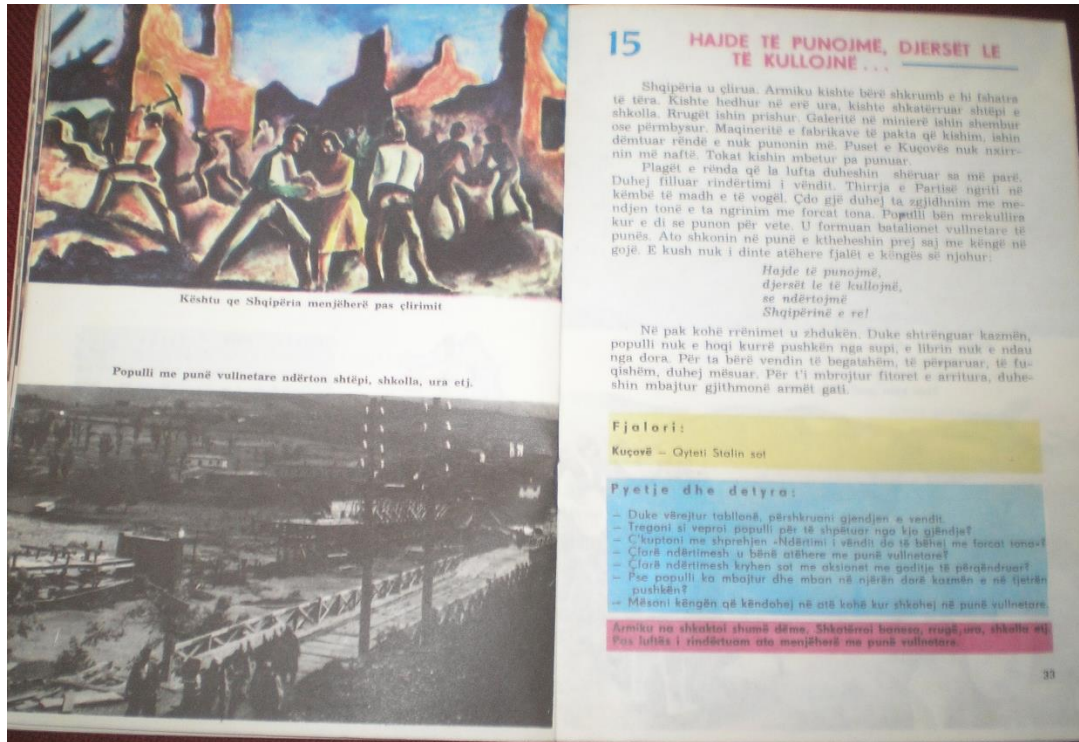 Kështu qe Shqipëria menjëherë pas çlirimit
Populli me punë vullnetare ndërton shtëpi, shkolla, ura etj.
15
HAJDE TË PUNOJMË, DJERSËT LE
TË KULLOJNË . . .
Shqipëria u çlirua. Armiku kishte bërë shkrumb e hi fshatra
të tëra. Kishte hedhur në erë ura, kishte shkatërruar shtëpi e
shkolla. Rrugët ishin prishur. Galeritë në minierë ishin shembur
ose përmbysur. Maqineritë e fabrikave të pakta që kishim, ishin
dëmtuar rëndë e nuk punonin më. Puset e Kuçovës nuk nxirr-
nin më naftë. Tokat kishin mbetur pa punuar.
Plagët e rënda që la lufta duheshin shëruar sa më parë.
Duhej filluar rindërtimi i vëndit. Thirrja e Partisë ngriti në
këmbë të madh e të vogël. Çdo gjë duhej ta zgjidhnim me me-
ndjen tonë e ta ngrinim me forcat tona. Populli bën mrekullira
kur e di se punon për vete. U formuan batalionet vullnetare të
punës. Ato shkonin në punë e ktheheshin prej saj me këngë në
gojë. E kush nuk i dinte atëhere fjalët e këngës së njohur:
Hajde të punojmë,
djersët le të kullojnë,
se ndërtojmë
Shqipërinë e re!
Në pak kohë rrënimet u zhdukën. Duke shtrënguar kazmën,
populli nuk e hoqi kurrë pushkën nga supi, e librin nuk e ndau
nga dora. Për ta bërë vendin të begatshëm, të përparuar, të fu-
qishëm, duhej mësuar. Për t'i mbrojtur fitoret e arritura, duhe-
shin mbajtur gjithmonë armët gati.
Fjalori:
Kuçovë – Qyteti Stalin sot
Pyetje dhe detyra:
– Duke vërejtur tabllonë, përshkruani gjendjen e vendit.
– Tregoni si veproi populli për të shpëtuar nga kjo gjëndje?
– Ç'kuptoni me shprehjen «Ndërtimi i vëndit do të bëhej me forcat tona»?
– Çfarë ndërtimesh u bënë atëhere me punë vullnetare?
– Çfarë ndërtimesh kryhen sot me aksionet me goditje të përqëndruar?
– Pse populli ka mbajtur dhe mban në njërën dorë kazmën e në tjetrën
pushkën?
– Mësoni këngën që këndohej në atë kohë kur shkohej në punë vullnetare.
Armiku na shkaktoi shumë dëme. Shkatërroi banesa, rrugë, ura, shkolla etj.
Pas luftës i rindërtuam ato menjëherë me punë vullnetare.
33